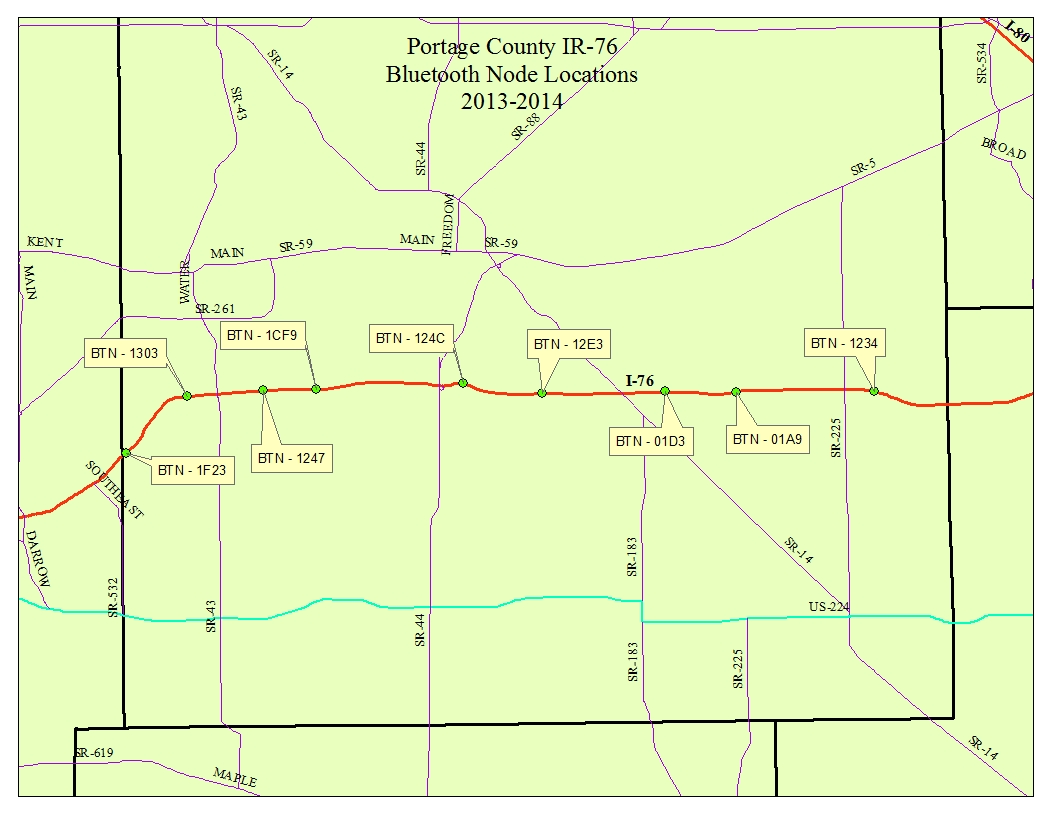 Portage County IR-76
Bluetooth Node Locations
2013-2014
I-80
SR-534
SR-14
SR-43
SR-88
SR-44
BROAD
SR-5
FREEDOM
KENT
MAIN
SR-59
MAIN
SR-59
MAIN
WATER
SR-261
BTN - 1CF9
BTN - 124C
BTN - 12E3
BTN - 1234
BTN - 1303
I-76
BTN - 01D3
BTN - 01A9
SR-225
BTN - 1247
BTN - 1F23
SOUTHEAST
DARROW
SR-183
SR-14
SR-532
SR-43
US-224
SR-44
SR-183
SR-225
SR-619
MAPLE
SR-14